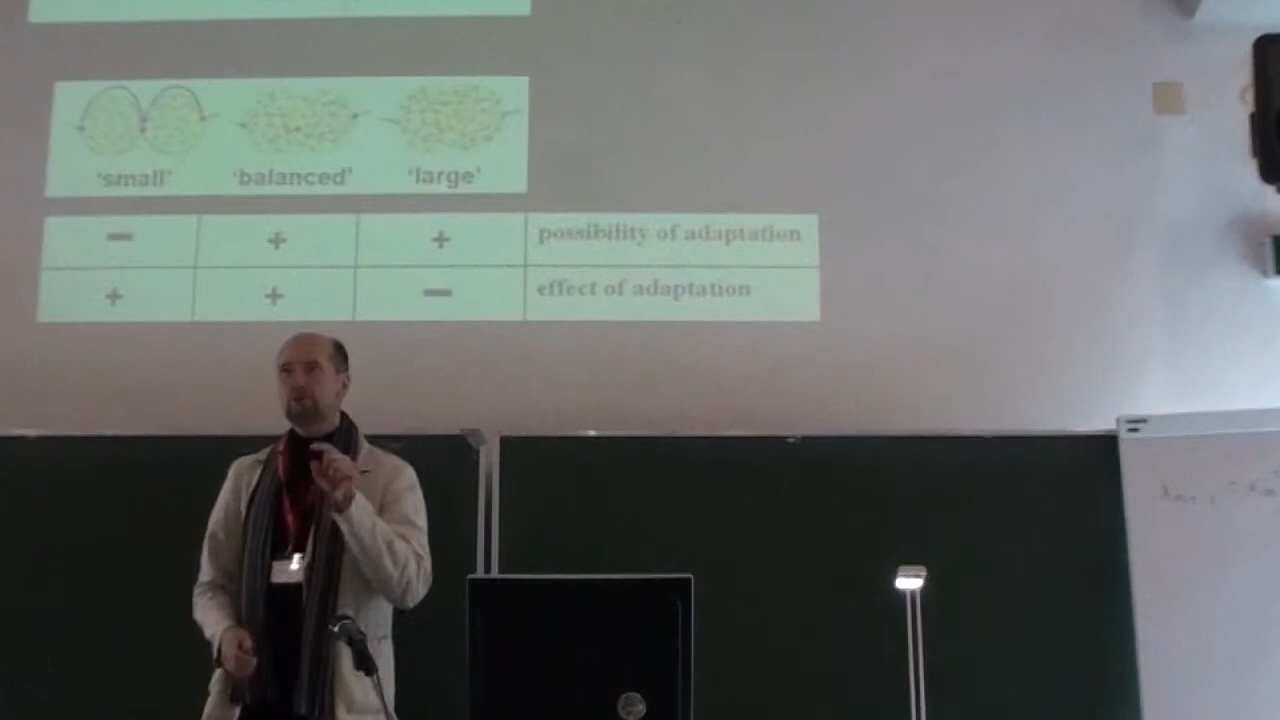 'small' 'balanced' 'large'
− + + possibility of adaptation
+ + − effect of adaptation